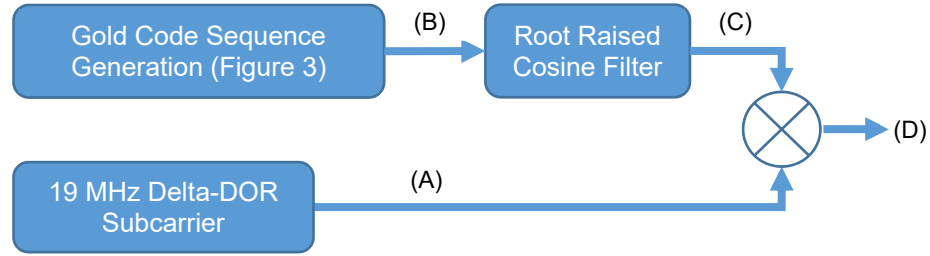 Gold Code Sequence
Generation (Figure 3)
(B)
Root Raised
Cosine Filter
(C)
(D)
19 MHz Delta-DOR
Subcarrier
(A)